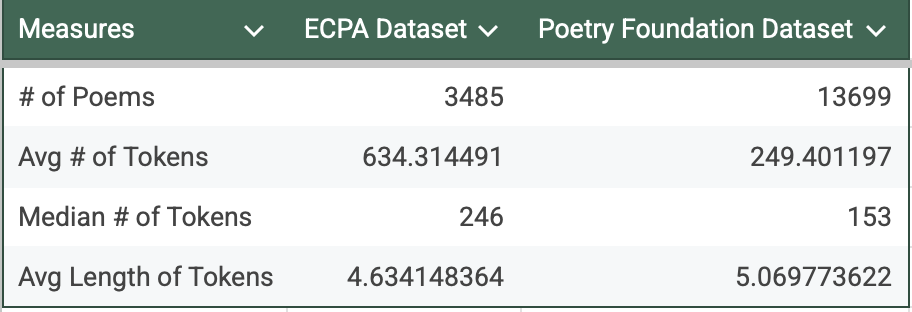 Measures ECPA Dataset Poetry Foundation Dataset
# of Poems 3485 13699
Avg # of Tokens 634.314491 249.401197
Median # of Tokens 246 153
Avg Length of Tokens 4.634148364 5.069773622